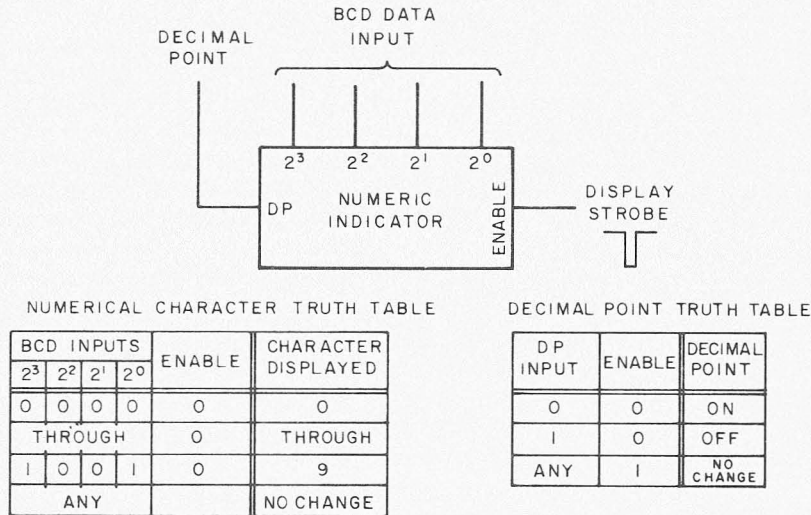 BCD DATA
INPUT
DECIMAL
POINT
2³ 2² 2¹ 2⁰
DP
NUMERIC
INDICATOR
ENABLE
DISPLAY
STROBE
NUMERICAL CHARACTER TRUTH TABLE
BCD INPUTS ENABLE CHARACTER DISPLAYED
2³ 2² 2¹ 2⁰
0 0 0 0 0 0
THROUGH 0 THROUGH
1 0 0 1 0 9
ANY NO CHANGE
DECIMAL POINT TRUTH TABLE
DP INPUT ENABLE DECIMAL POINT
0 0 ON
1 0 OFF
ANY 1 NO CHANGE